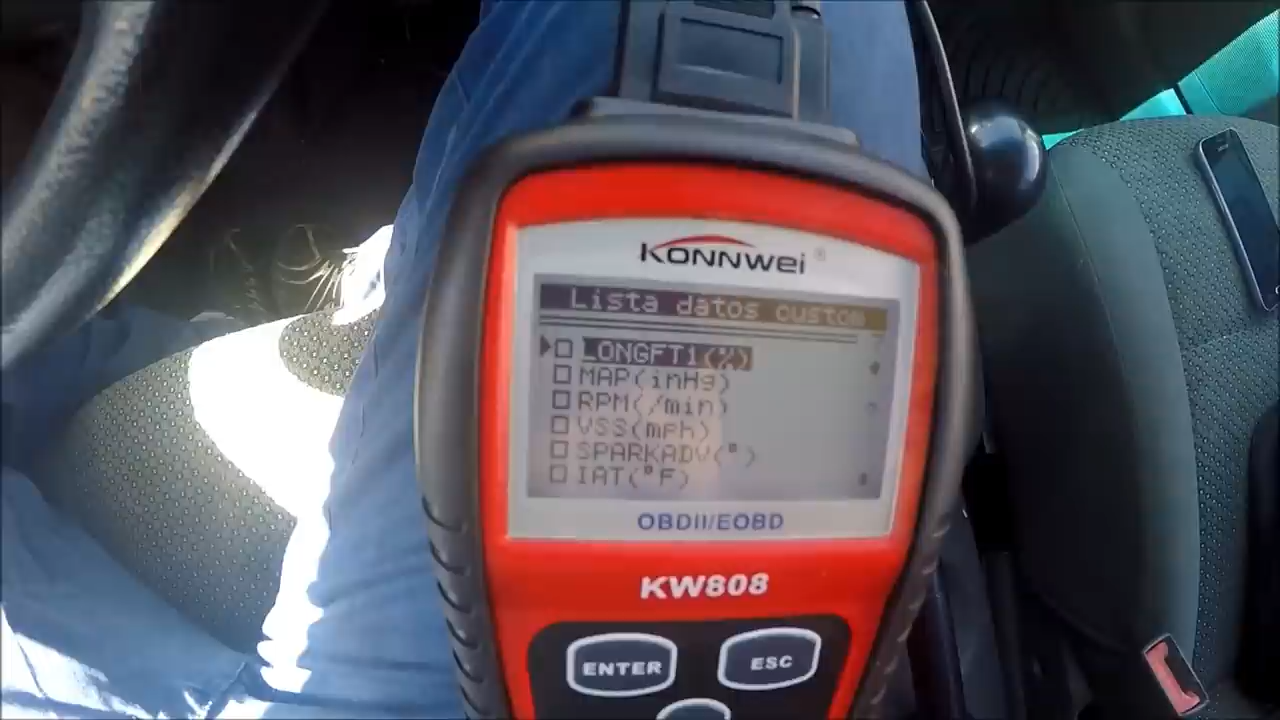 KONNWEI®
Lista datos custom
LONGFT1(%)
MAP(inHg)
RPM(/min)
VSS(mph)
SPARKADV(°)
IAT(°F)
OBDII/EOBD
KW808
ENTER
ESC